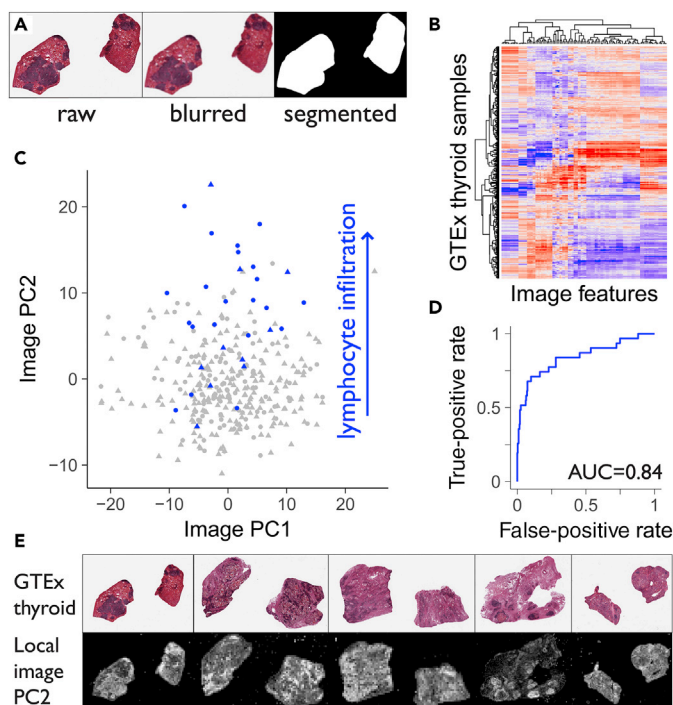 A
raw
blurred
segmented
B
GTEx thyroid samples
Image features
C
Image PC2
20
10
0
−10
−20
−10
0
10
20
Image PC1
lymphocyte infiltration
D
True-positive rate
1
0.5
0
0
0.5
1
AUC=0.84
False-positive rate
E
GTEx
thyroid
Local
image
PC2